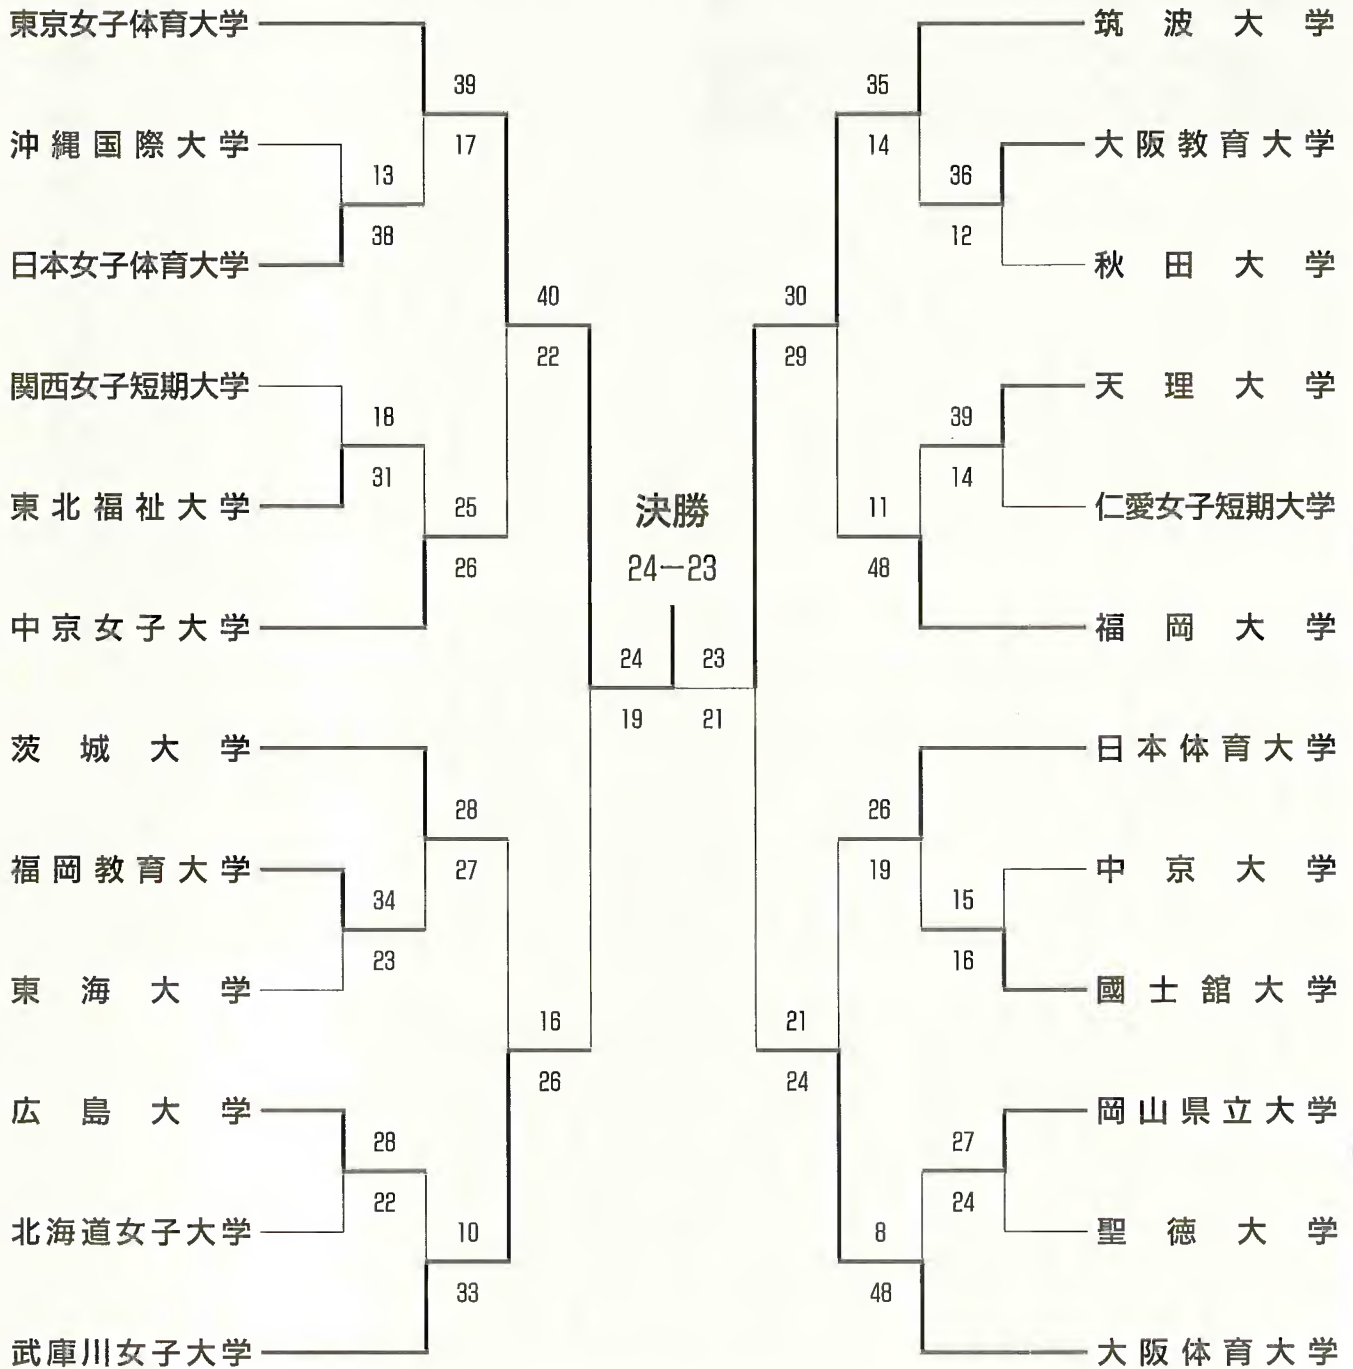 東京女子体育大学
沖縄国際大学
日本女子体育大学
関西女子短期大学
東北福祉大学
中京女子大学
茨城大学
福岡教育大学
東海大学
広島大学
北海道女子大学
武庫川女子大学
13
38
18
31
34
23
28
22
39
17
25
26
28
27
10
33
40
22
16
26
決勝
24―23
24
19
23
21
30
29
21
24
35
14
11
48
26
19
8
48
36
12
39
14
15
16
27
24
筑波大学
大阪教育大学
秋田大学
天理大学
仁愛女子短期大学
福岡大学
日本体育大学
中京大学
國士舘大学
岡山県立大学
聖徳大学
大阪体育大学